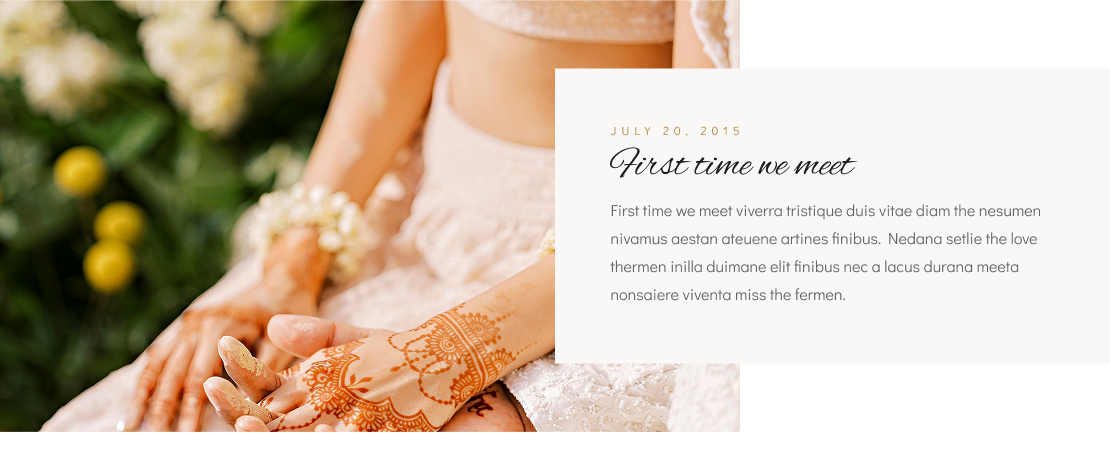 JULY 20, 2015
First time we meet
First time we meet viverra tristique duis vitae diam the nesumen
nivamus aestan ateuene artines finibus.  Nedana setlie the love
thermen inilla duimane elit finibus nec a lacus durana meeta
nonsaiere viventa miss the fermen.